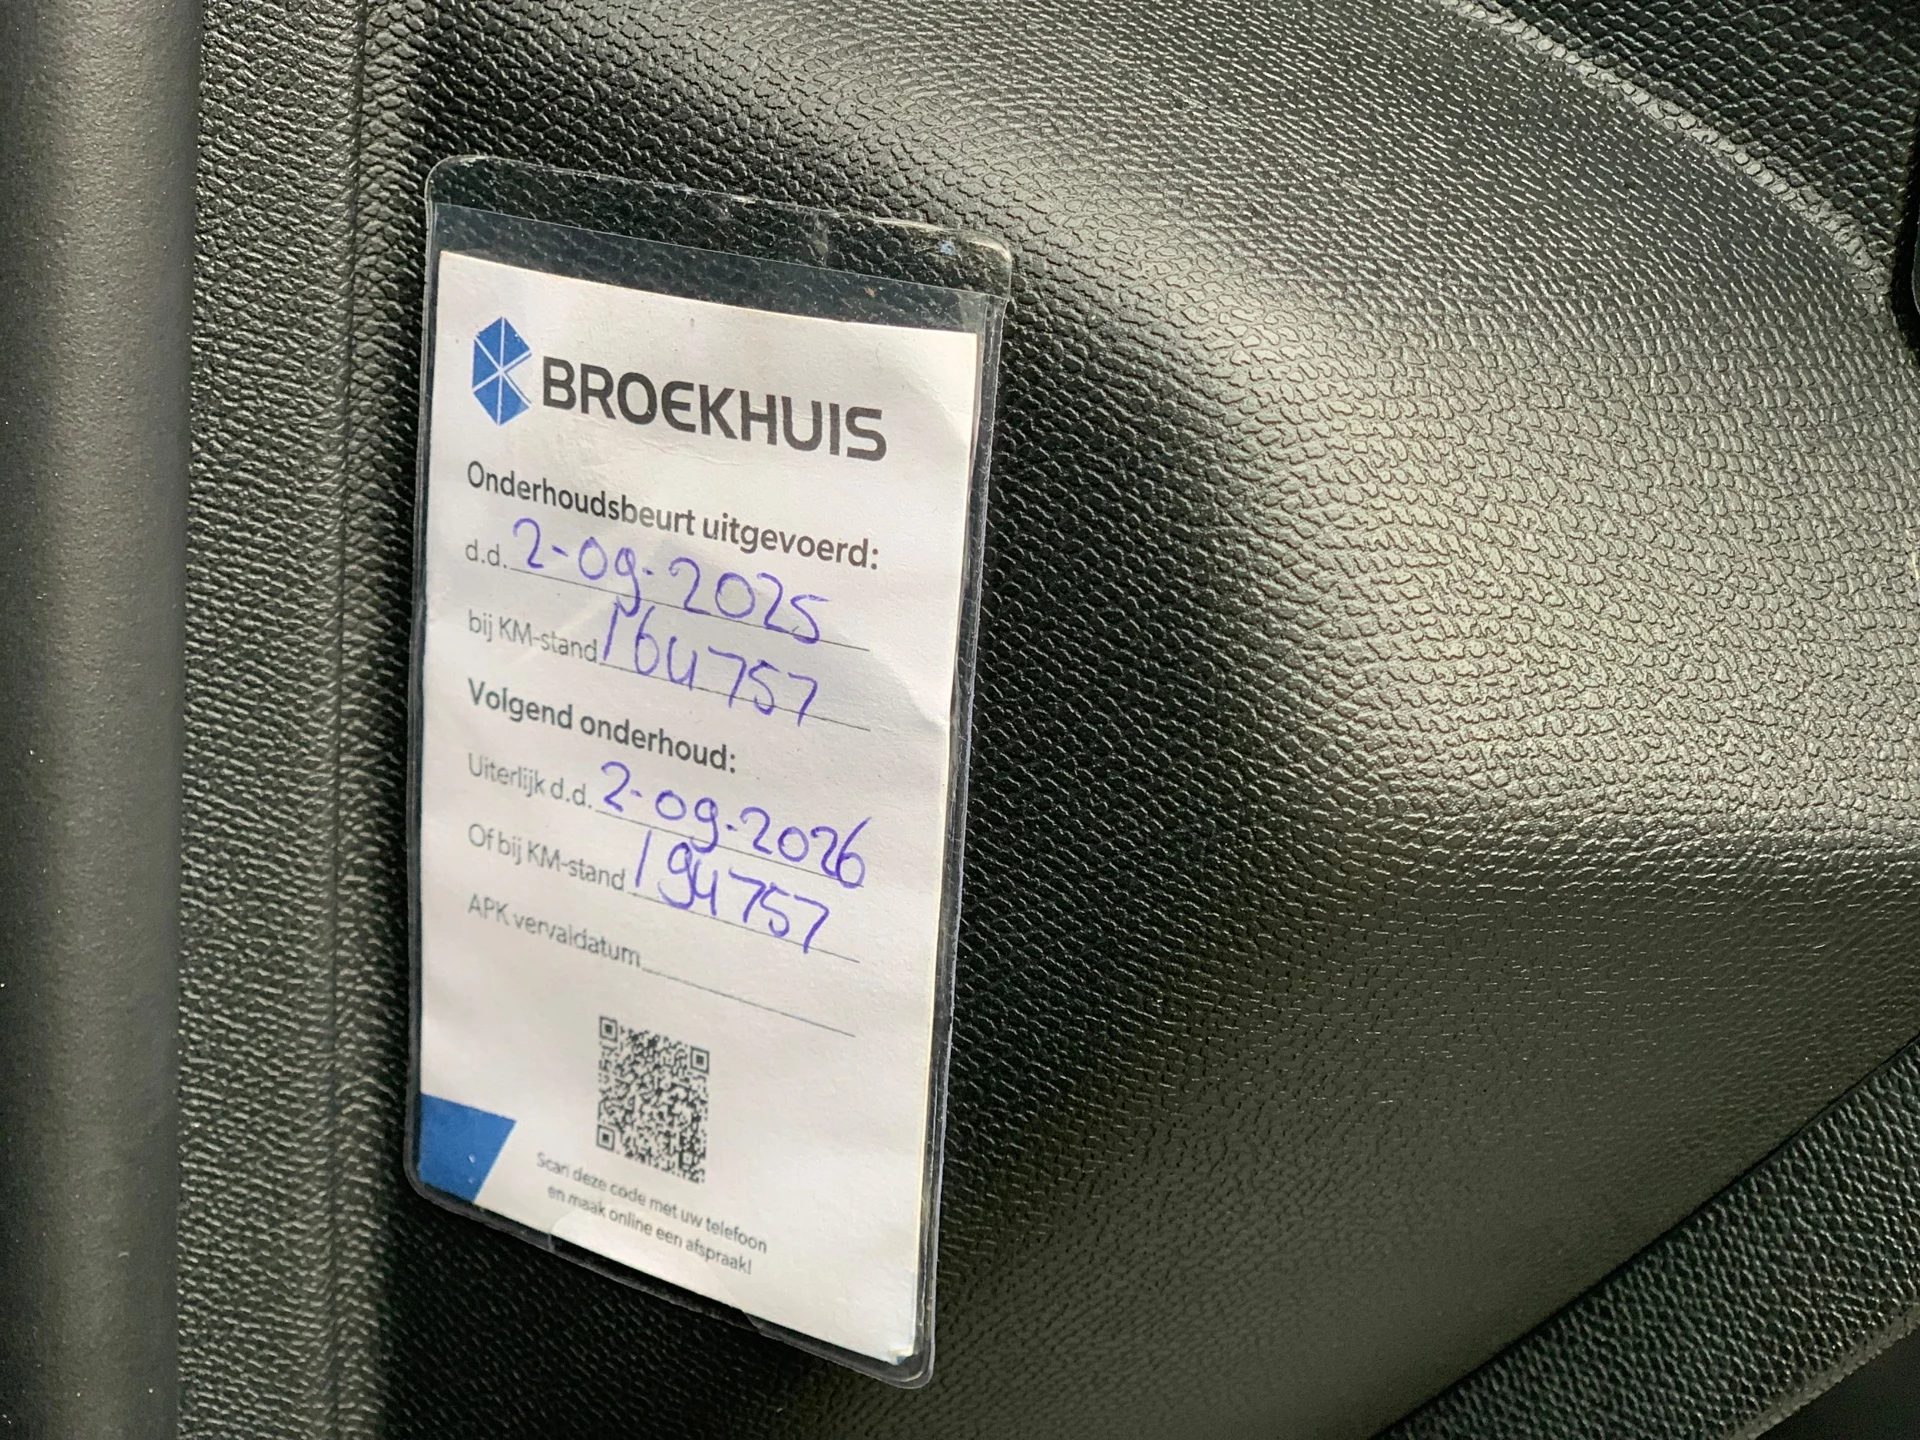 BROEKHUIS
Onderhoudsbeurt uitgevoerd:
d.d. 2-09-2025
bij KM-stand 164757
Volgend onderhoud:
Uiterlijk d.d. 2-09-2026
Of bij KM-stand 194757
APK vervaldatum
Scan deze code met uw telefoon
en maak online een afspraak!